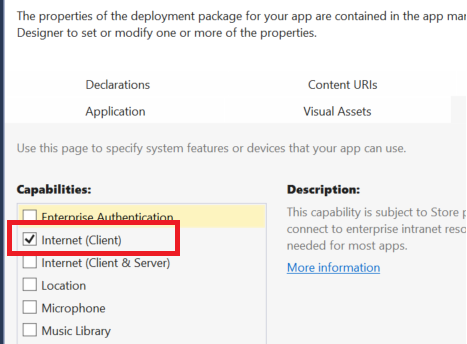 The properties of the deployment package for your app are contained in the app
Designer to set or modify one or more of the properties.
Declarations
Content URIs
Application
Visual Assets
Use this page to specify system features or devices that your app can use.
Capabilities:
Description:
Enterprise Authentication
This capability is subject to Store
Internet (Client)
connect to enterprise intranet
needed for most apps.
Internet (Client & Server)
More information
Location
Microphone
Music Library